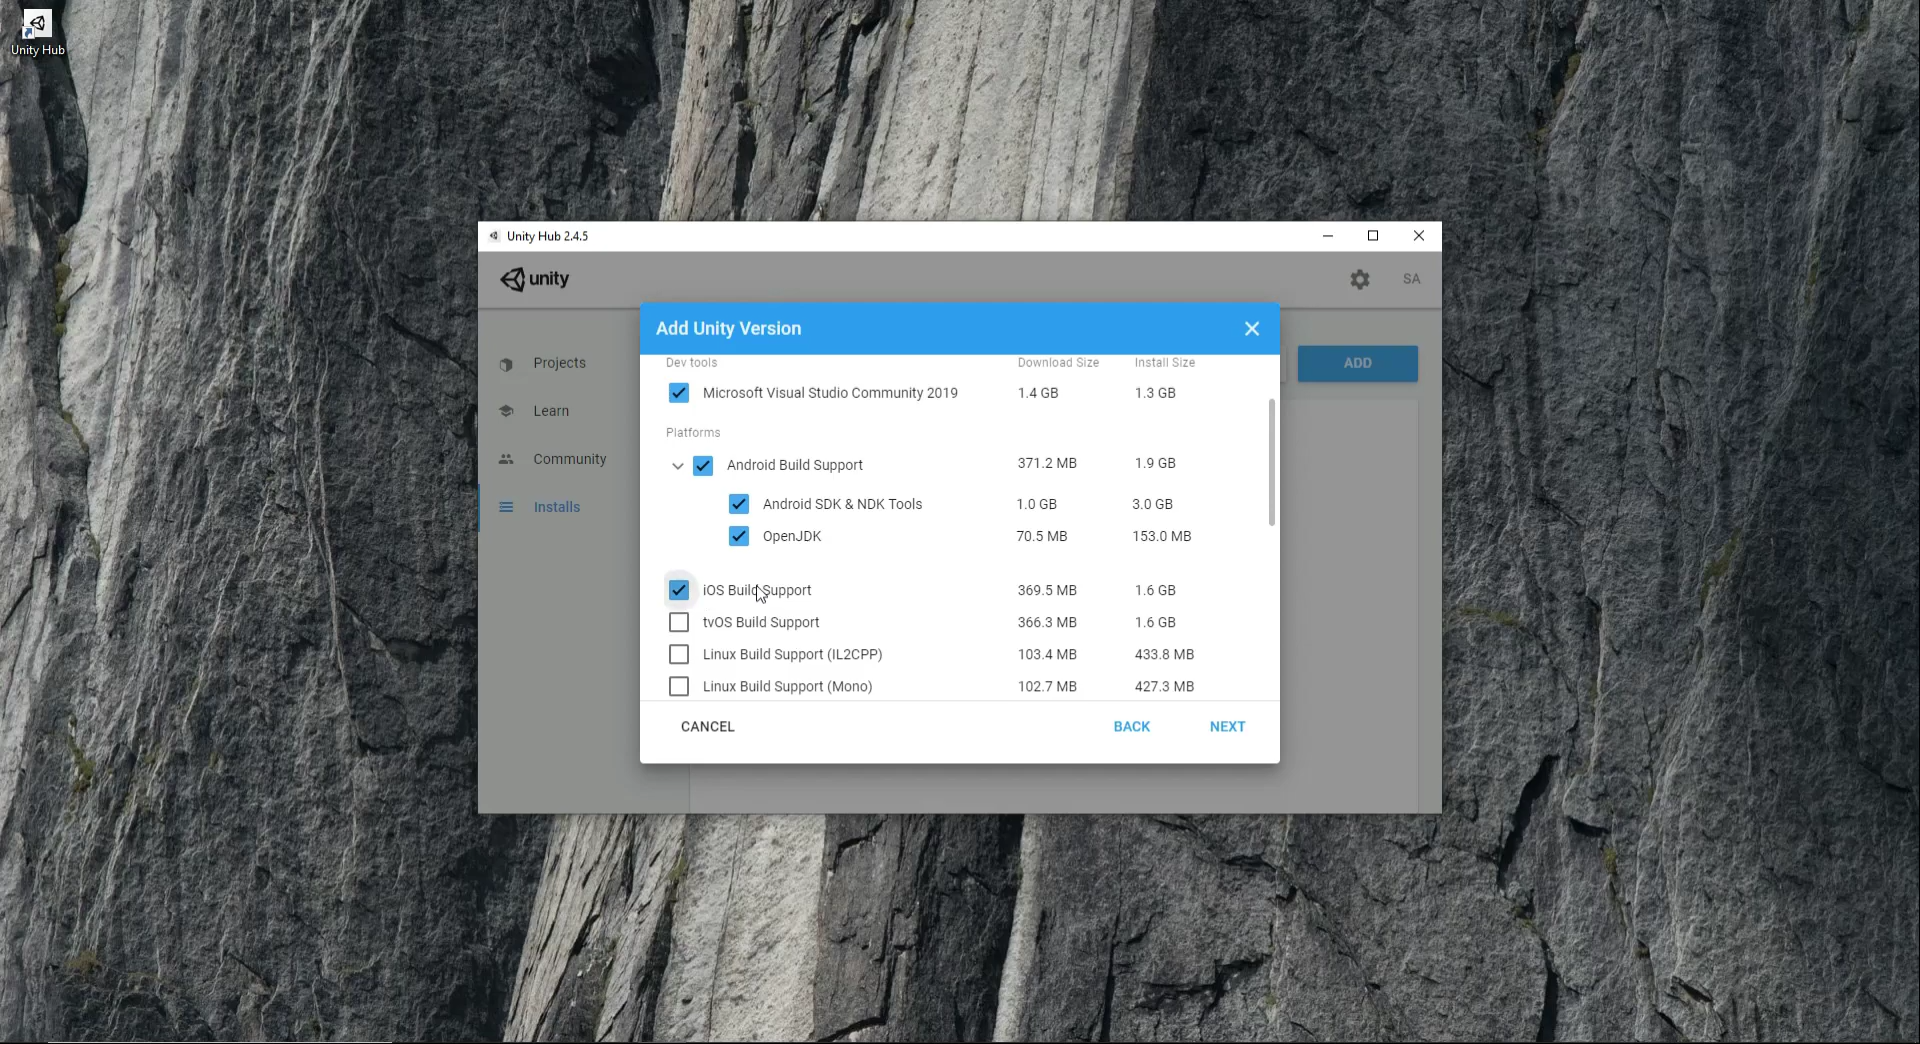 Unity Hub
Unity Hub 2.4.5
unity
SA
Add Unity Version
Projects
Learn
Community
Installs
ADD
Dev tools Download Size Install Size
Microsoft Visual Studio Community 2019 1.4 GB 1.3 GB
Platforms
Android Build Support 371.2 MB 1.9 GB
Android SDK & NDK Tools 1.0 GB 3.0 GB
OpenJDK 70.5 MB 153.0 MB
iOS Build Support 369.5 MB 1.6 GB
tvOS Build Support 366.3 MB 1.6 GB
Linux Build Support (IL2CPP) 103.4 MB 433.8 MB
Linux Build Support (Mono) 102.7 MB 427.3 MB
CANCEL BACK NEXT